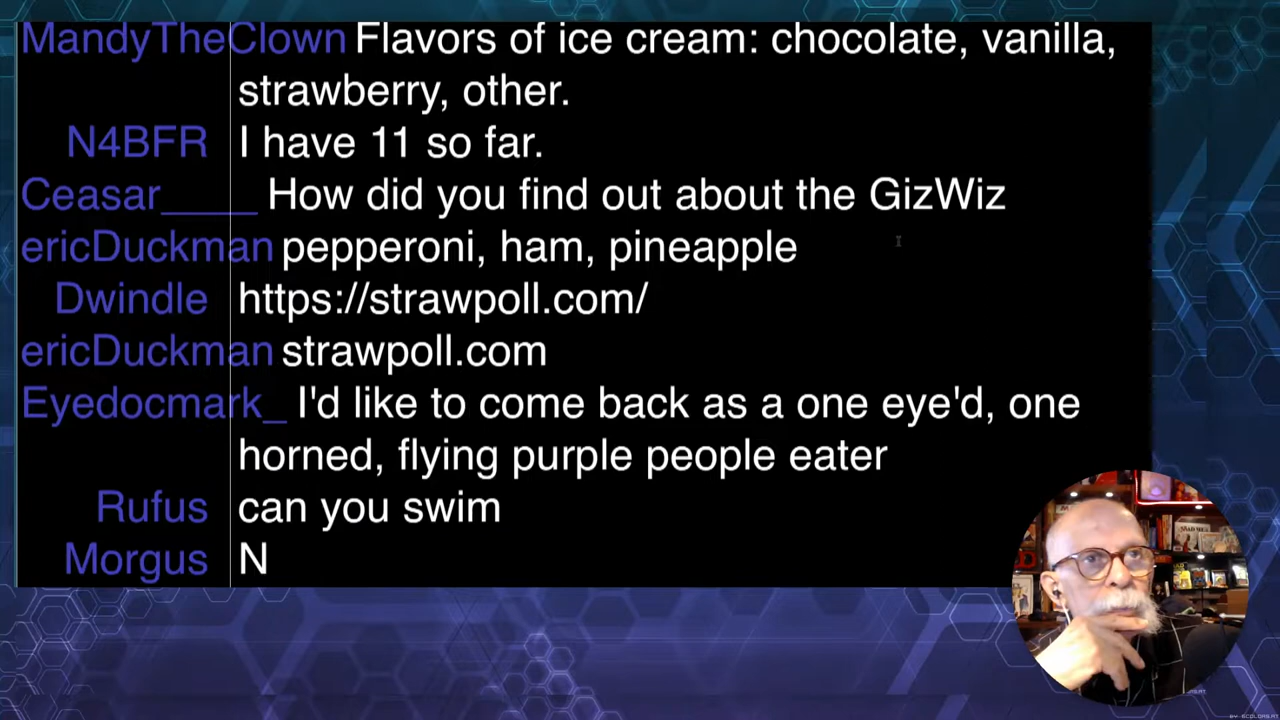 MandyTheClown Flavors of ice cream: chocolate, vanilla,
strawberry, other.
N4BFR I have 11 so far.
Ceasar_____ How did you find out about the GizWiz
ericDuckman pepperoni, ham, pineapple
Dwindle https://strawpoll.com/
ericDuckman strawpoll.com
Eyedocmark_ I'd like to come back as a one eye'd, one
horned, flying purple people eater
Rufus can you swim
Morgus N